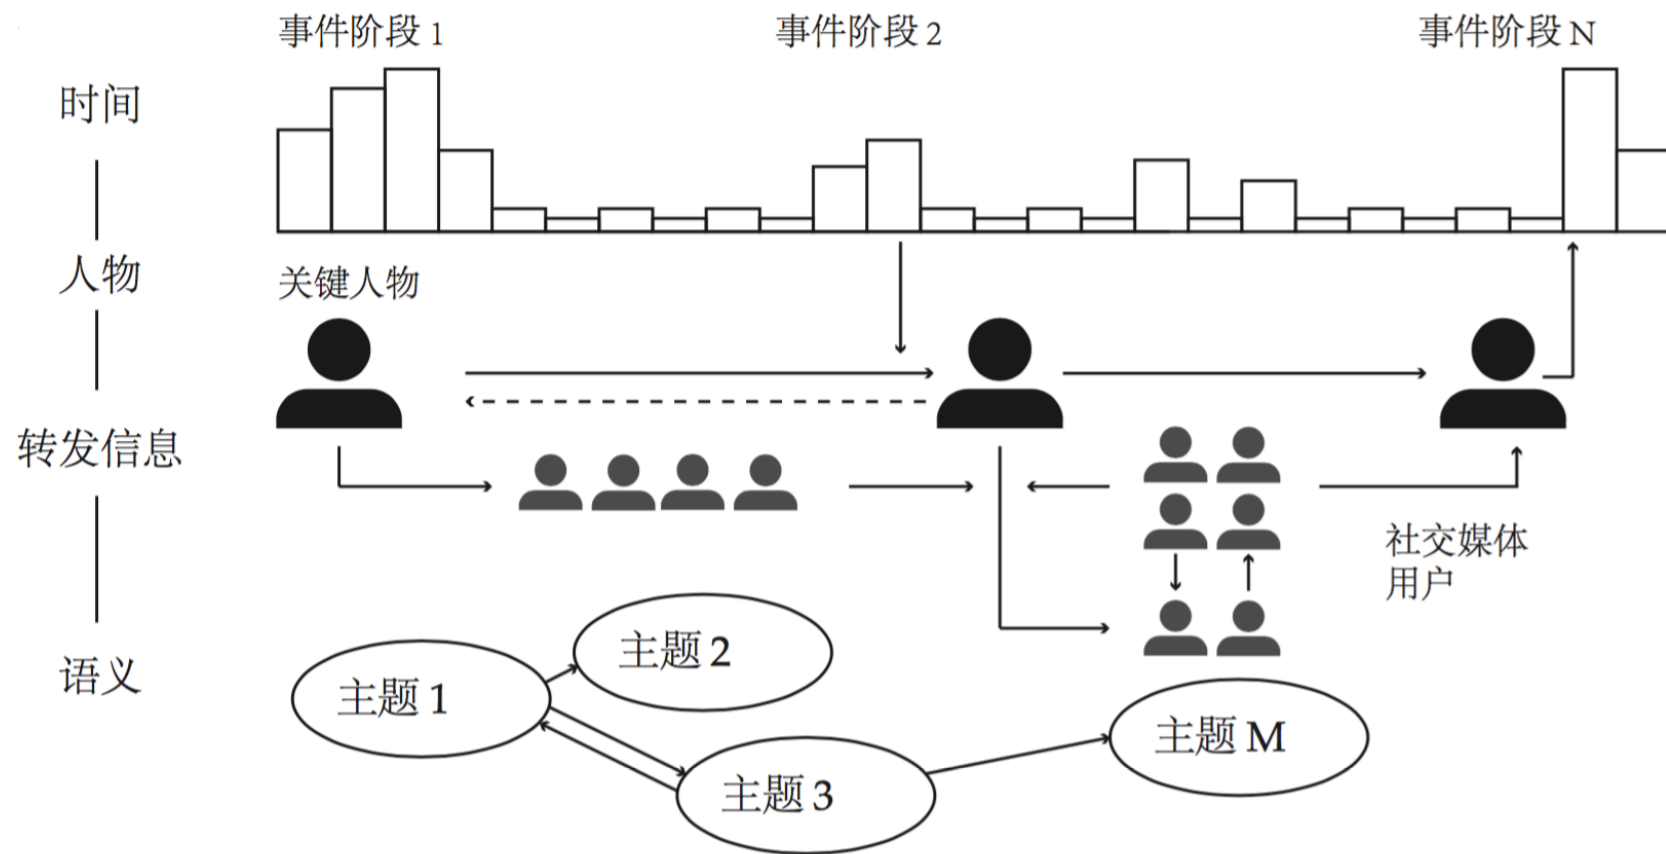 事件阶段 1
事件阶段 2
事件阶段 N
时间
人物
关键人物
转发信息
社交媒体
用户
语义
主题 1
主题 2
主题 3
主题 M